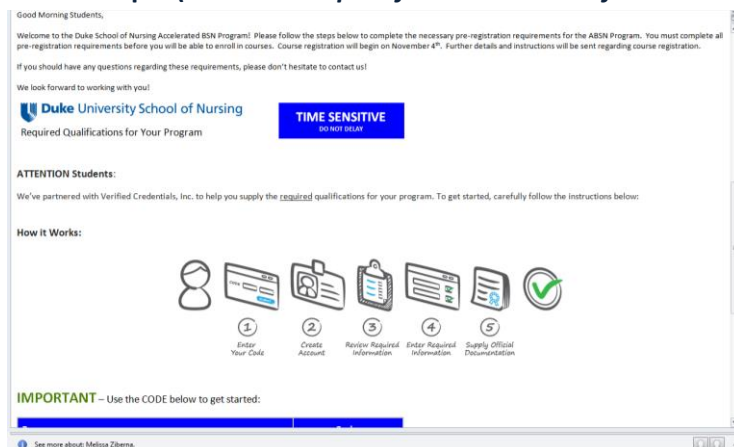 Good Morning Students,
Welcome to the Duke School of Nursing Accelerated BSN Program! Please follow the steps below to complete the necessary pre-registration requirements for the ABSN Program. You must complete all
pre-registration requirements before you will be able to enroll in courses. Course registration will begin on November 4th. Further details and instructions will be sent regarding course registration.
If you should have any questions regarding these requirements, please don't hesitate to contact us!
We look forward to working with you!
Duke University School of Nursing
Required Qualifications for Your Program
TIME SENSITIVE
DO NOT DELAY
ATTENTION Students:
We've partnered with Verified Credentials, Inc. to help you supply the required qualifications for your program. To get started, carefully follow the instructions below:
How it Works:
CODE
1 2 3 4 5
Enter Create Review Required Enter Required Supply Official
Your Code Account Information Information Documentation
IMPORTANT – Use the CODE below to get started:
See more about: Melissa Ziberna.